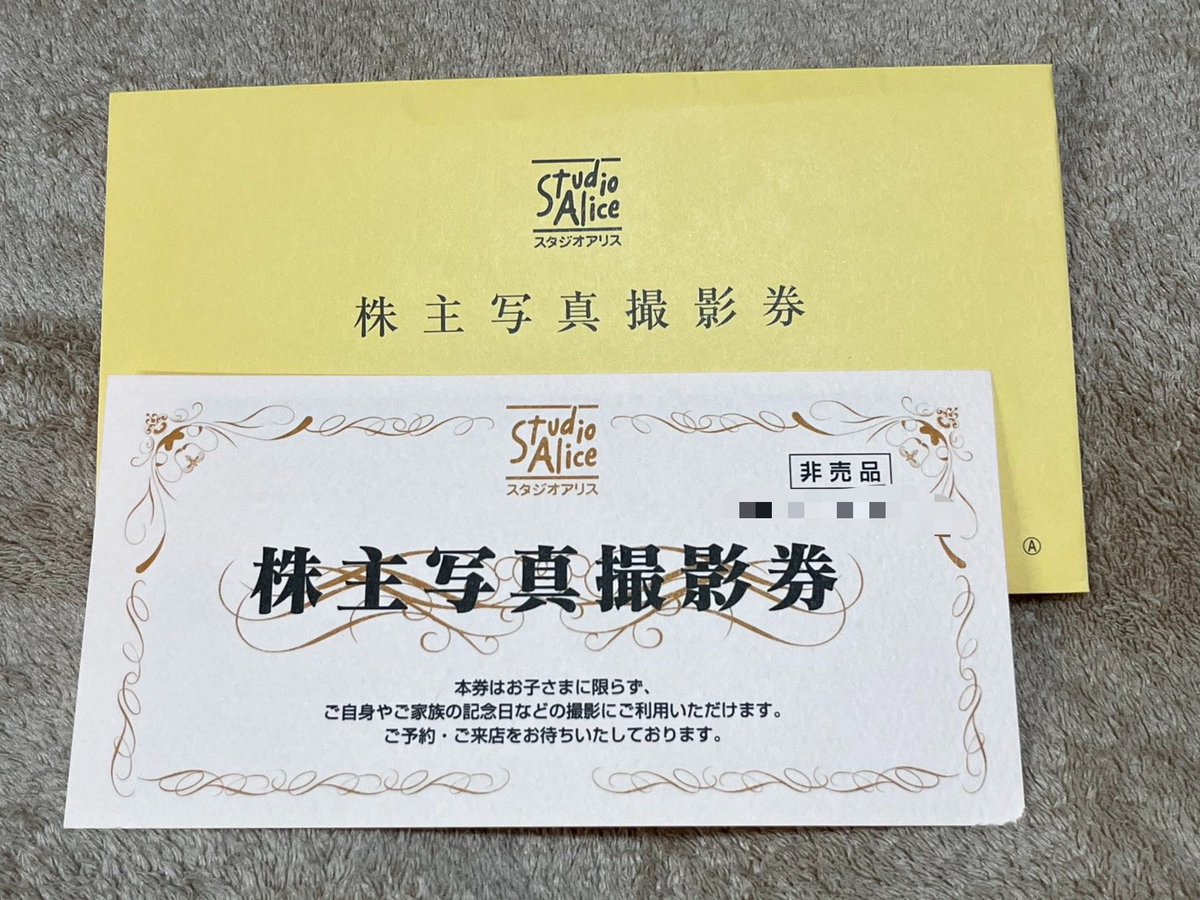 Studio
Alice
スタジオアリス
株主写真撮影券
Studio
Alice
スタジオアリス
非売品
Ⓐ
株主写真撮影券
本券はお子さまに限らず、
ご自身やご家族の記念日などの撮影にご利用いただけます。
ご予約・ご来店をお待ちいたしております。